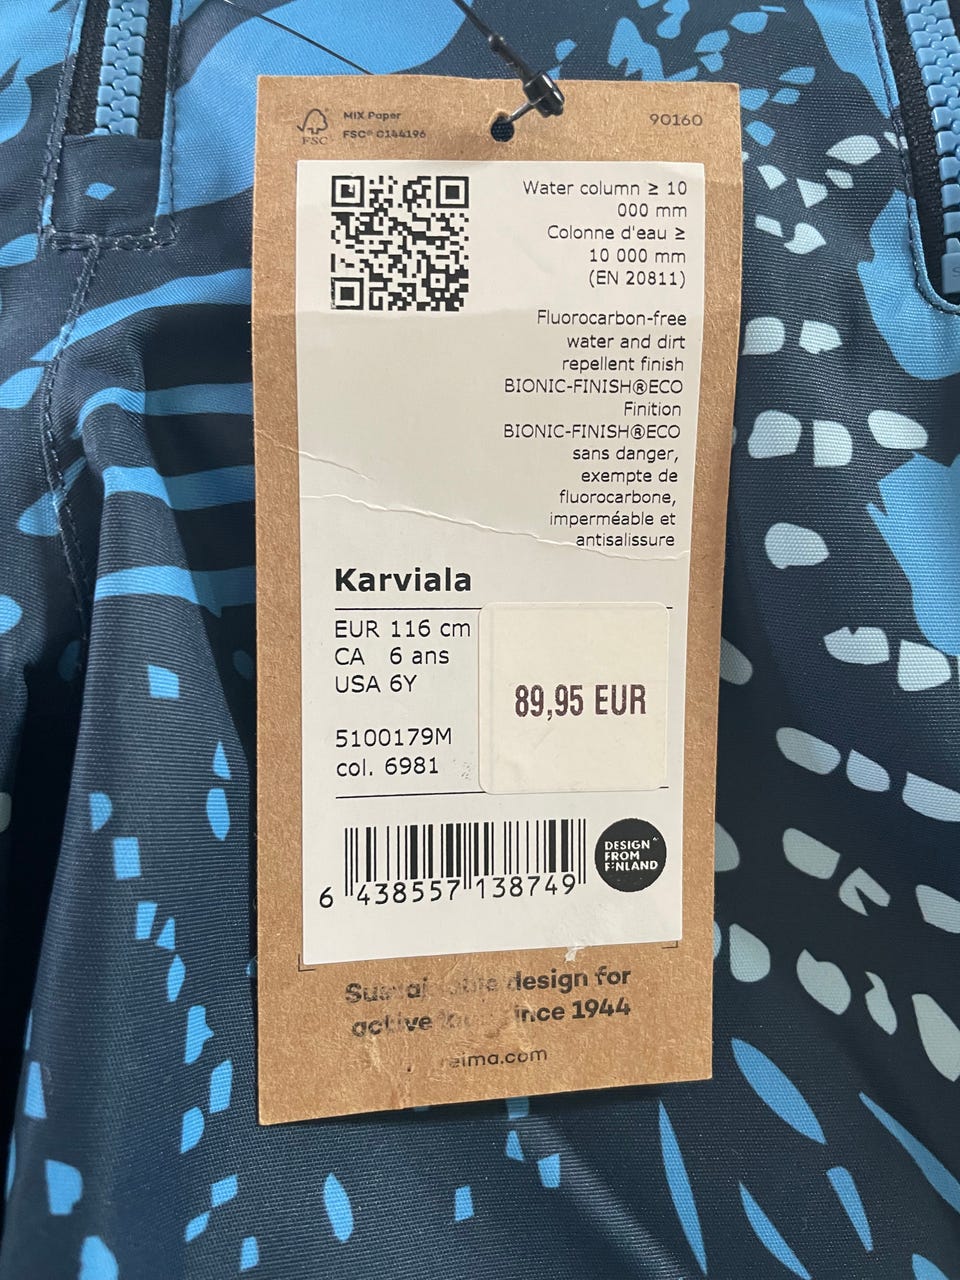 FSC
MIX Paper
FSC® C144196
90160
Water column ≥ 10
000 mm
Colonne d'eau ≥
10 000 mm
(EN 20811)
Fluorocarbon-free
water and dirt
repellent finish
BIONIC-FINISH®ECO
Finition
BIONIC-FINISH®ECO
sans danger,
exempte de
fluorocarbone,
imperméable et
antisalissure
Karviala
EUR 116 cm
CA 6 ans
USA 6Y
89,95 EUR
5100179M
col. 6981
6 438557 138749
DESIGN
FROM
FINLAND
design for
active since 1944
reima.com